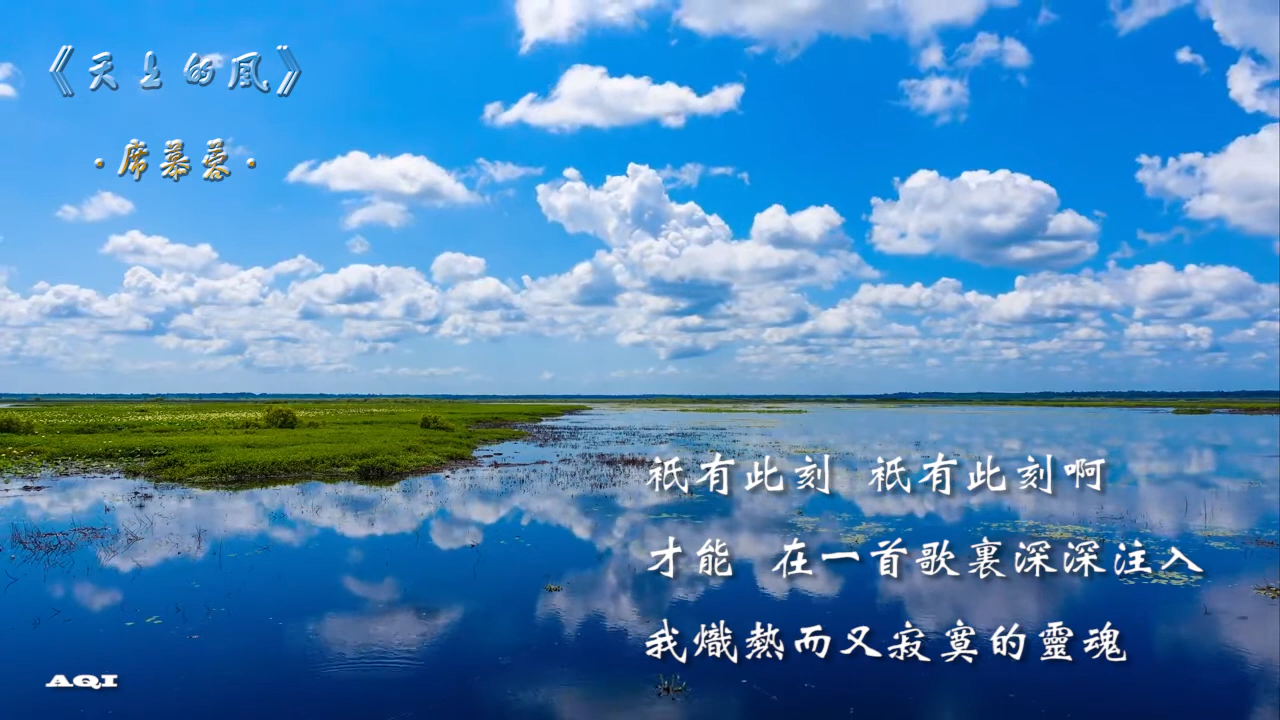 《天上的風》
·席慕蓉·
祇有此刻 祇有此刻啊
才能 在一首歌裏深深注入
我熾熱而又寂寞的靈魂
AQI